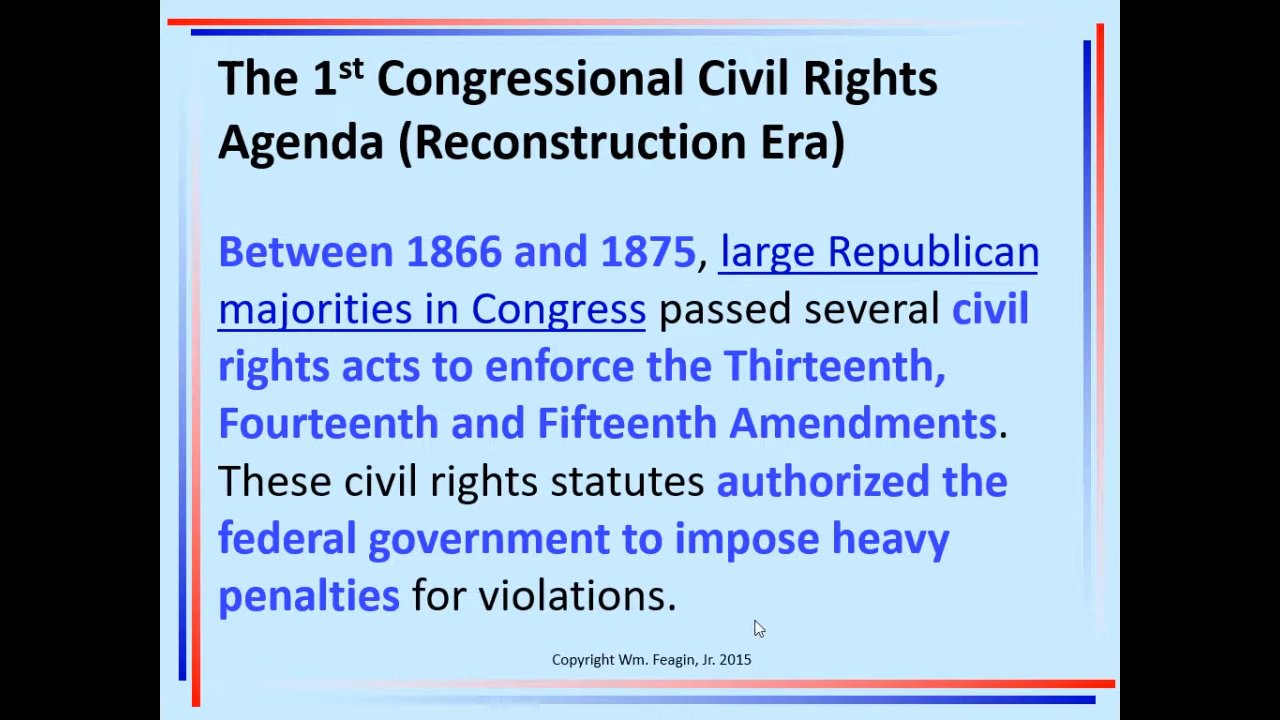 The 1st Congressional Civil Rights
Agenda (Reconstruction Era)
Between 1866 and 1875, large Republican
majorities in Congress passed several civil
rights acts to enforce the Thirteenth,
Fourteenth and Fifteenth Amendments.
These civil rights statutes authorized the
federal government to impose heavy
penalties for violations.
Copyright Wm. Feagin, Jr. 2015